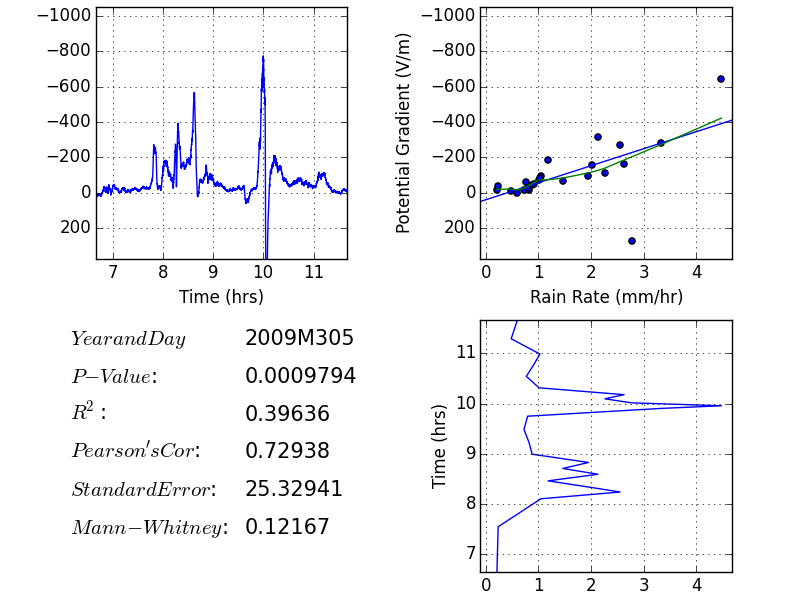 −1000
−800
−600
−400
−200
0
200
7 8 9 10 11
Time (hrs)
−1000
−800
−600
−400
−200
0
200
Potential Gradient (V/m)
0 1 2 3 4
Rain Rate (mm/hr)
YearandDay 2009M305
P−Value: 0.0009794
R²: 0.39636
Pearson'sCor: 0.72938
StandardError: 25.32941
Mann−Whitney: 0.12167
11
10
9
8
7
Time (hrs)
0 1 2 3 4